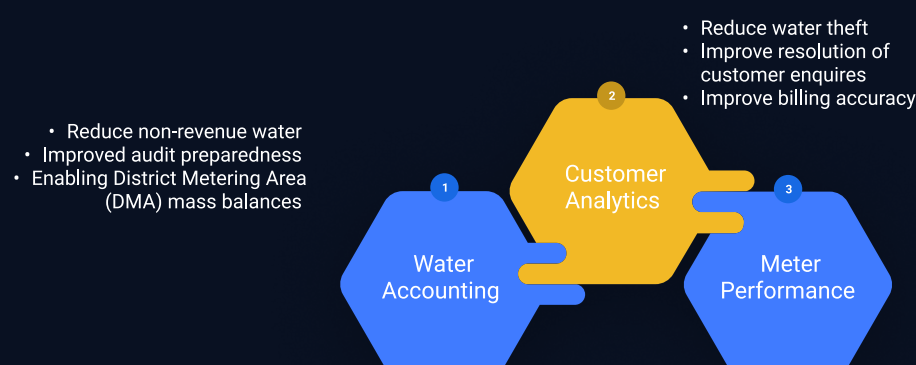 • Reduce non-revenue water
• Improved audit preparedness
• Enabling District Metering Area
(DMA) mass balances
1
Water
Accounting
• Reduce water theft
• Improve resolution of
customer enquires
• Improve billing accuracy
2
Customer
Analytics
3
Meter
Performance